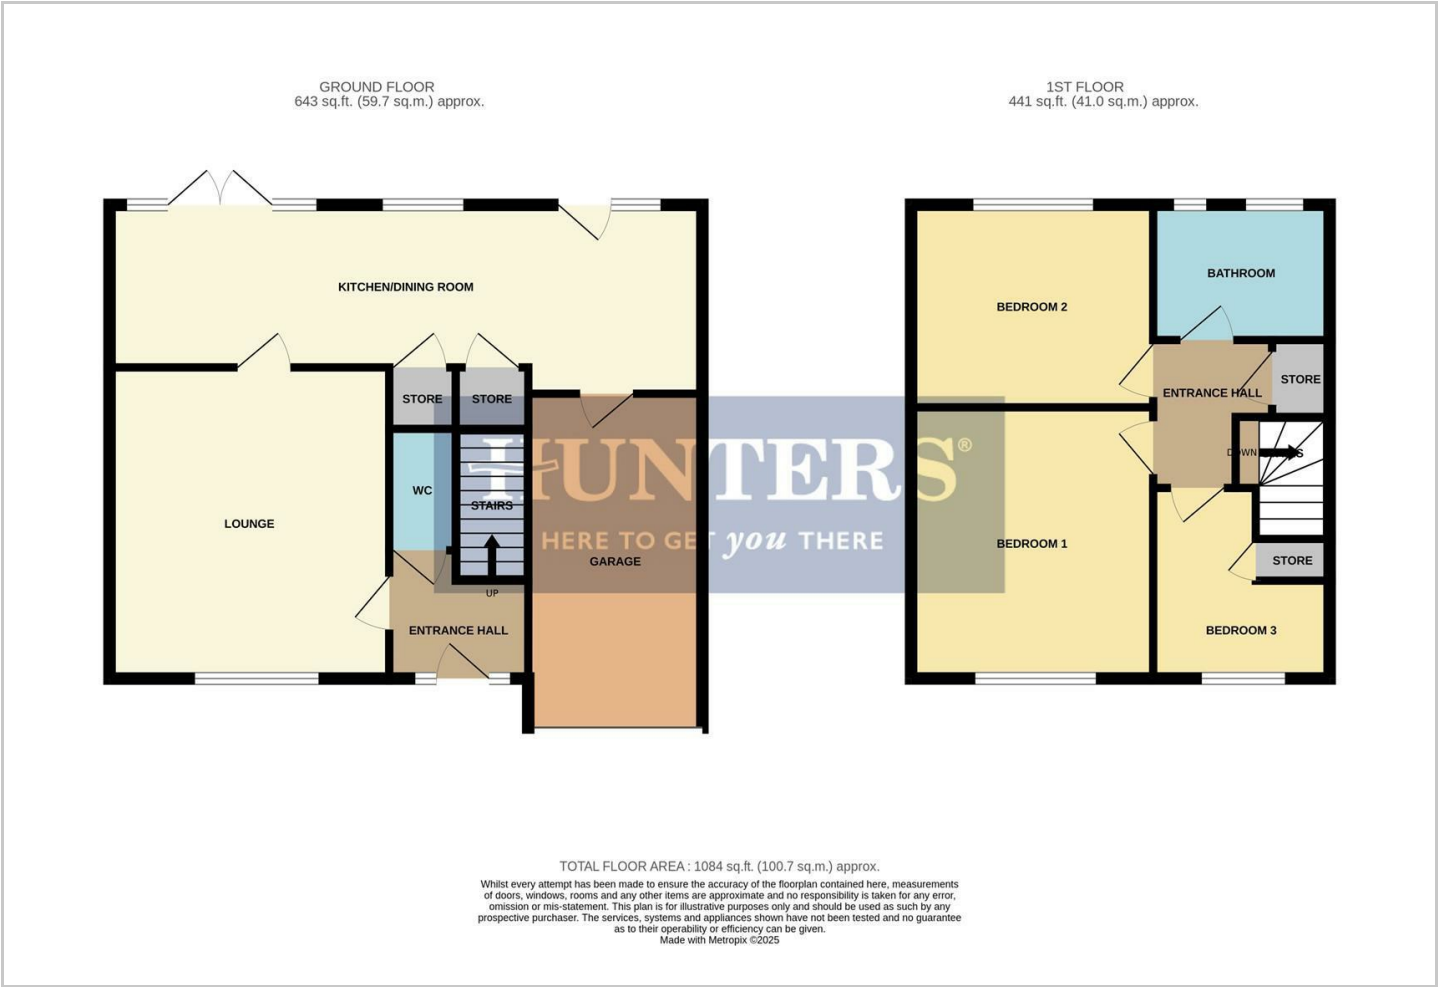 GROUND FLOOR
643 sq.ft. (59.7 sq.m.) approx.
1ST FLOOR
441 sq.ft. (41.0 sq.m.) approx.
KITCHEN/DINING ROOM
STORE
STORE
WC
STAIRS
LOUNGE
UP
ENTRANCE HALL
GARAGE
BEDROOM 2
BATHROOM
ENTRANCE HALL
STORE
DOWN
STAIRS
BEDROOM 1
STORE
BEDROOM 3
HUNTERS®
HERE TO GET you THERE
TOTAL FLOOR AREA : 1084 sq.ft. (100.7 sq.m.) approx.
Whilst every attempt has been made to ensure the accuracy of the floorplan contained here, measurements
of doors, windows, rooms and any other items are approximate and no responsibility is taken for any error,
omission or mis-statement. This plan is for illustrative purposes only and should be used as such by any
prospective purchaser. The services, systems and appliances shown have not been tested and no guarantee
as to their operability or efficiency can be given.
Made with Metropix ©2025